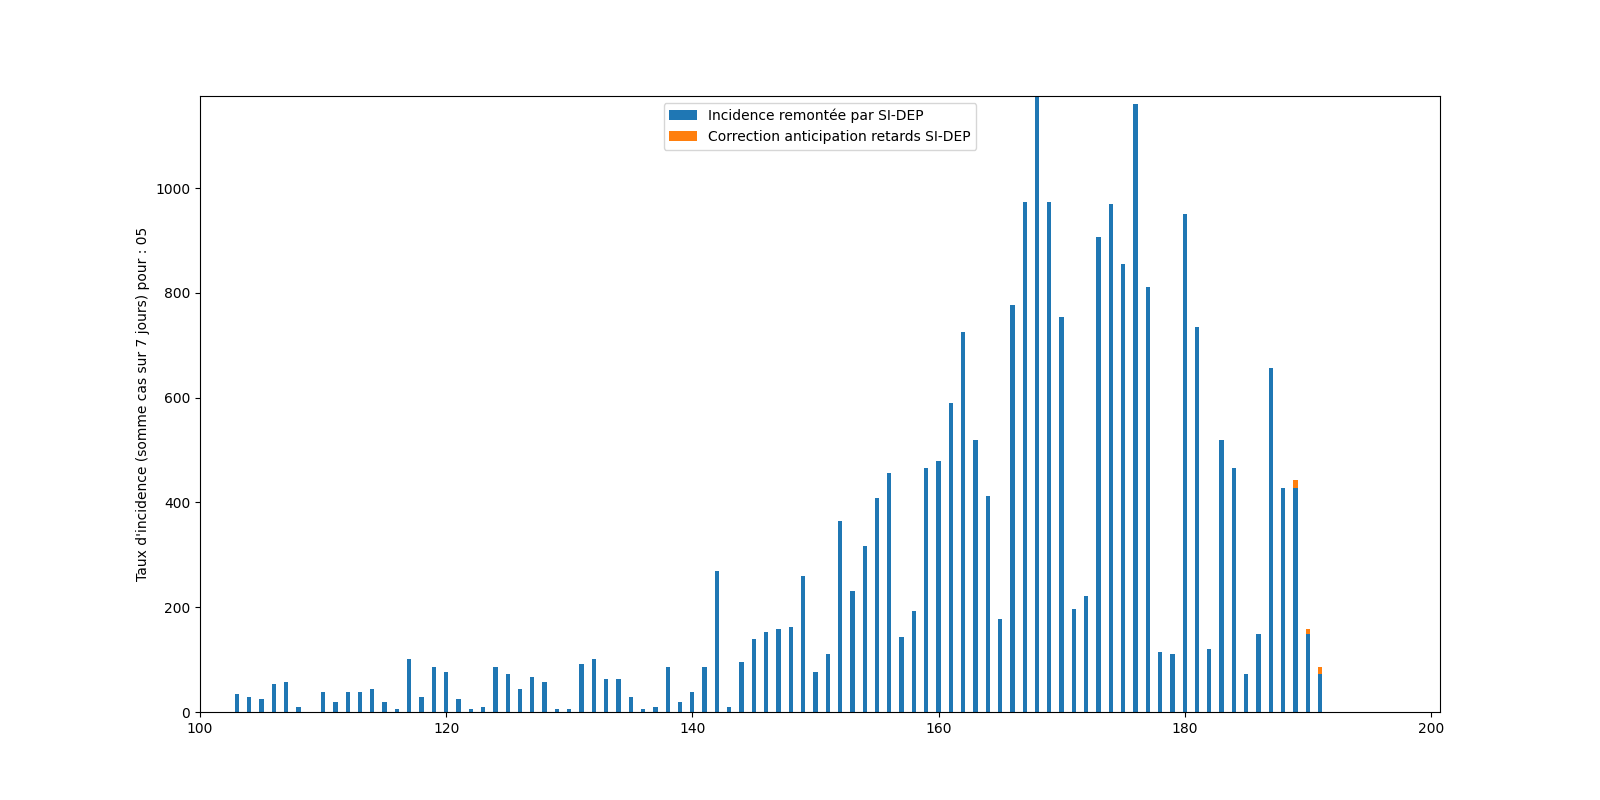 Incidence remontée par SI-DEP
Correction anticipation retards SI-DEP
Taux d'incidence (somme cas sur 7 jours) pour : 05
1000
800
600
400
200
0
100 120 140 160 180 200